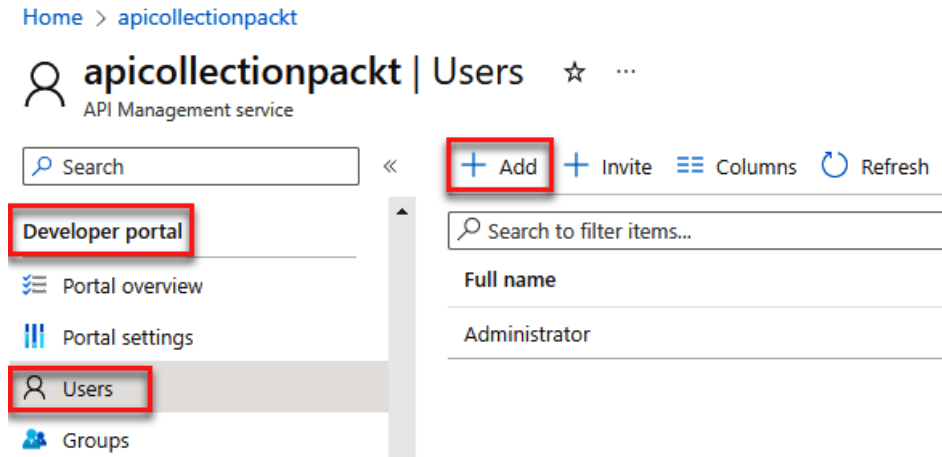 Home > apicollectionpackt
apicollectionpackt | Users
API Management service
Search
Add Invite Columns Refresh
Developer portal
Search to filter items...
Portal overview
Full name
Portal settings
Administrator
Users
Groups